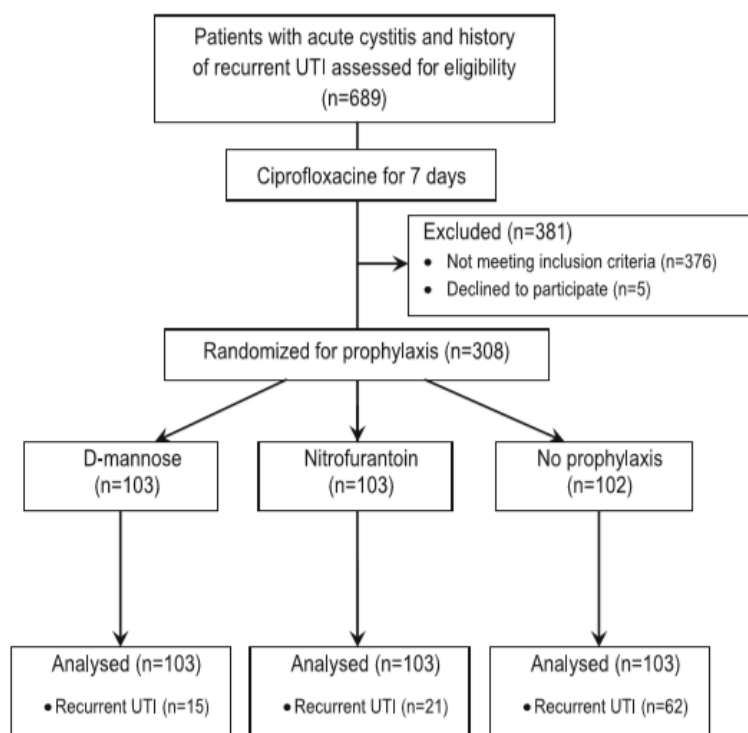 Patients with acute cystitis and history
of recurrent UTI assessed for eligibility
(n=689)
Ciprofloxacine for 7 days
Excluded (n=381)
• Not meeting inclusion criteria (n=376)
• Declined to participate (n=5)
Randomized for prophylaxis (n=308)
D-mannose
(n=103)
Nitrofurantoin
(n=103)
No prophylaxis
(n=102)
Analysed (n=103)
• Recurrent UTI (n=15)
Analysed (n=103)
• Recurrent UTI (n=21)
Analysed (n=103)
• Recurrent UTI (n=62)